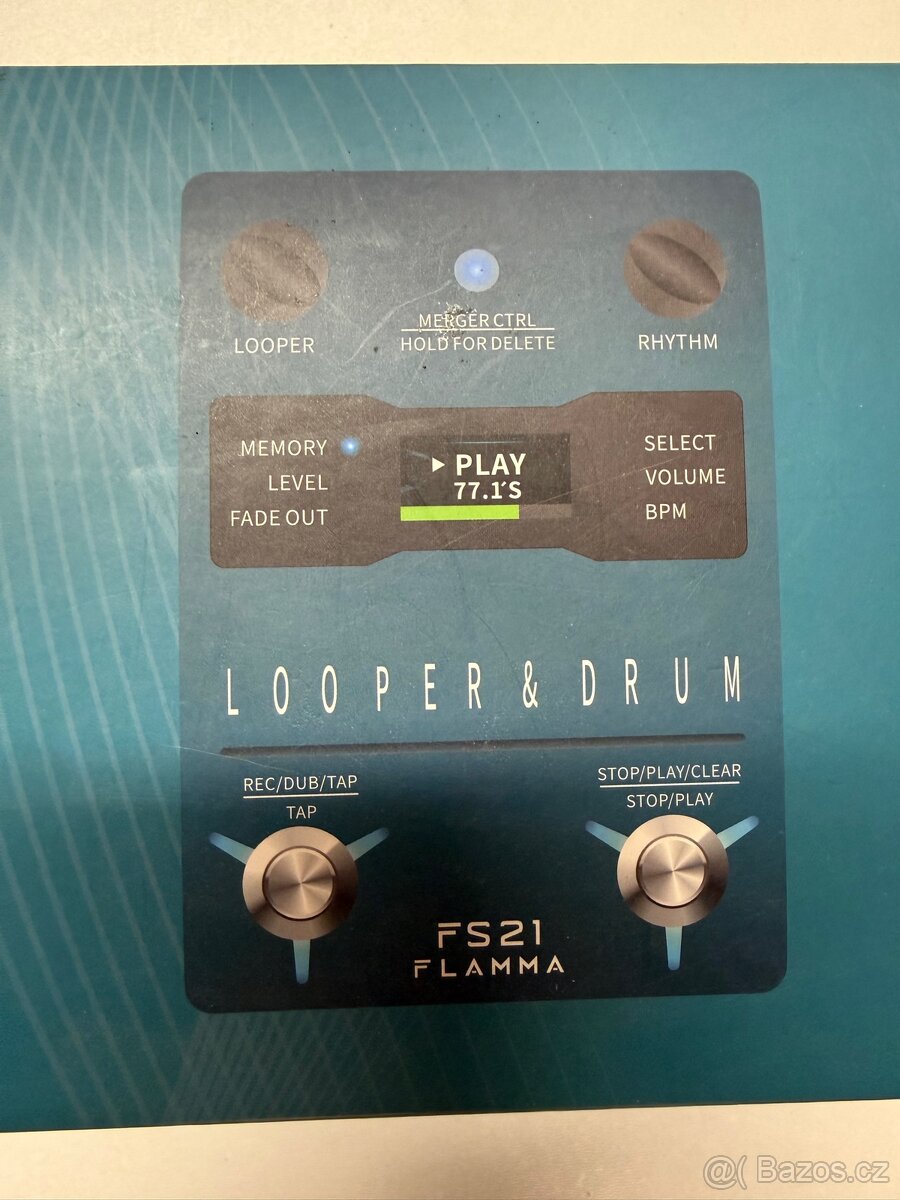 LOOPER
MERGER CTRL
HOLD FOR DELETE
RHYTHM
MEMORY
LEVEL
FADE OUT
PLAY
77.1´S
SELECT
VOLUME
BPM
LOOPER & DRUM
REC/DUB/TAP
TAP
STOP/PLAY/CLEAR
STOP/PLAY
FS21
FLAMMA
@( Bazos.cz